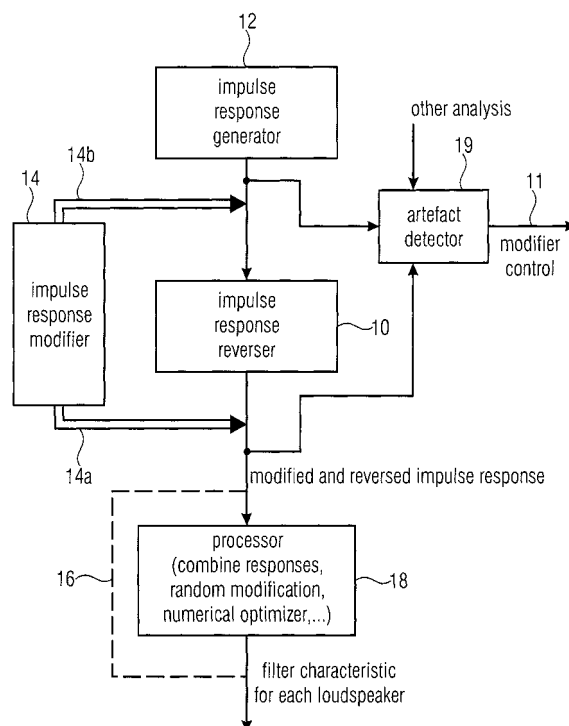 12
impulse
response
generator
other analysis
14b
14
19
11
artefact
detector
modifier
control
impulse
response
modifier
impulse
response
reverser
10
14a
modified and reversed impulse response
processor
(combine responses,
random modification,
numerical optimizer,...)
16
18
filter characteristic
for each loudspeaker